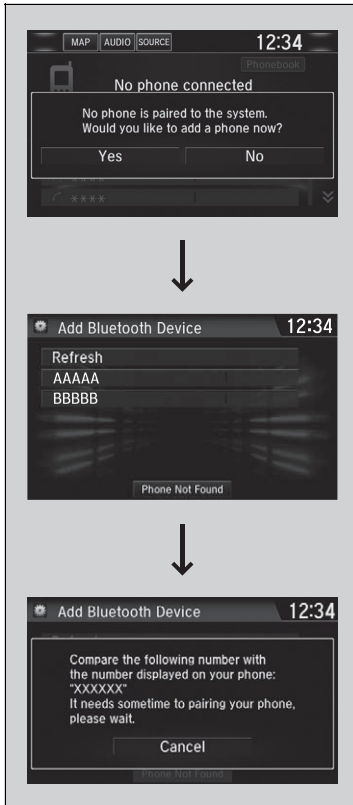 MAP AUDIO SOURCE 12:34
Phonebook
No phone connected
No phone is paired to the system.
Would you like to add a phone now?
Yes No
****
Add Bluetooth Device 12:34
Refresh
AAAAA
BBBBB
Phone Not Found
Add Bluetooth Device 12:34
Compare the following number with
the number displayed on your phone:
"XXXXXX"
It needs sometime to pairing your phone,
please wait.
Cancel
Phone Not Found